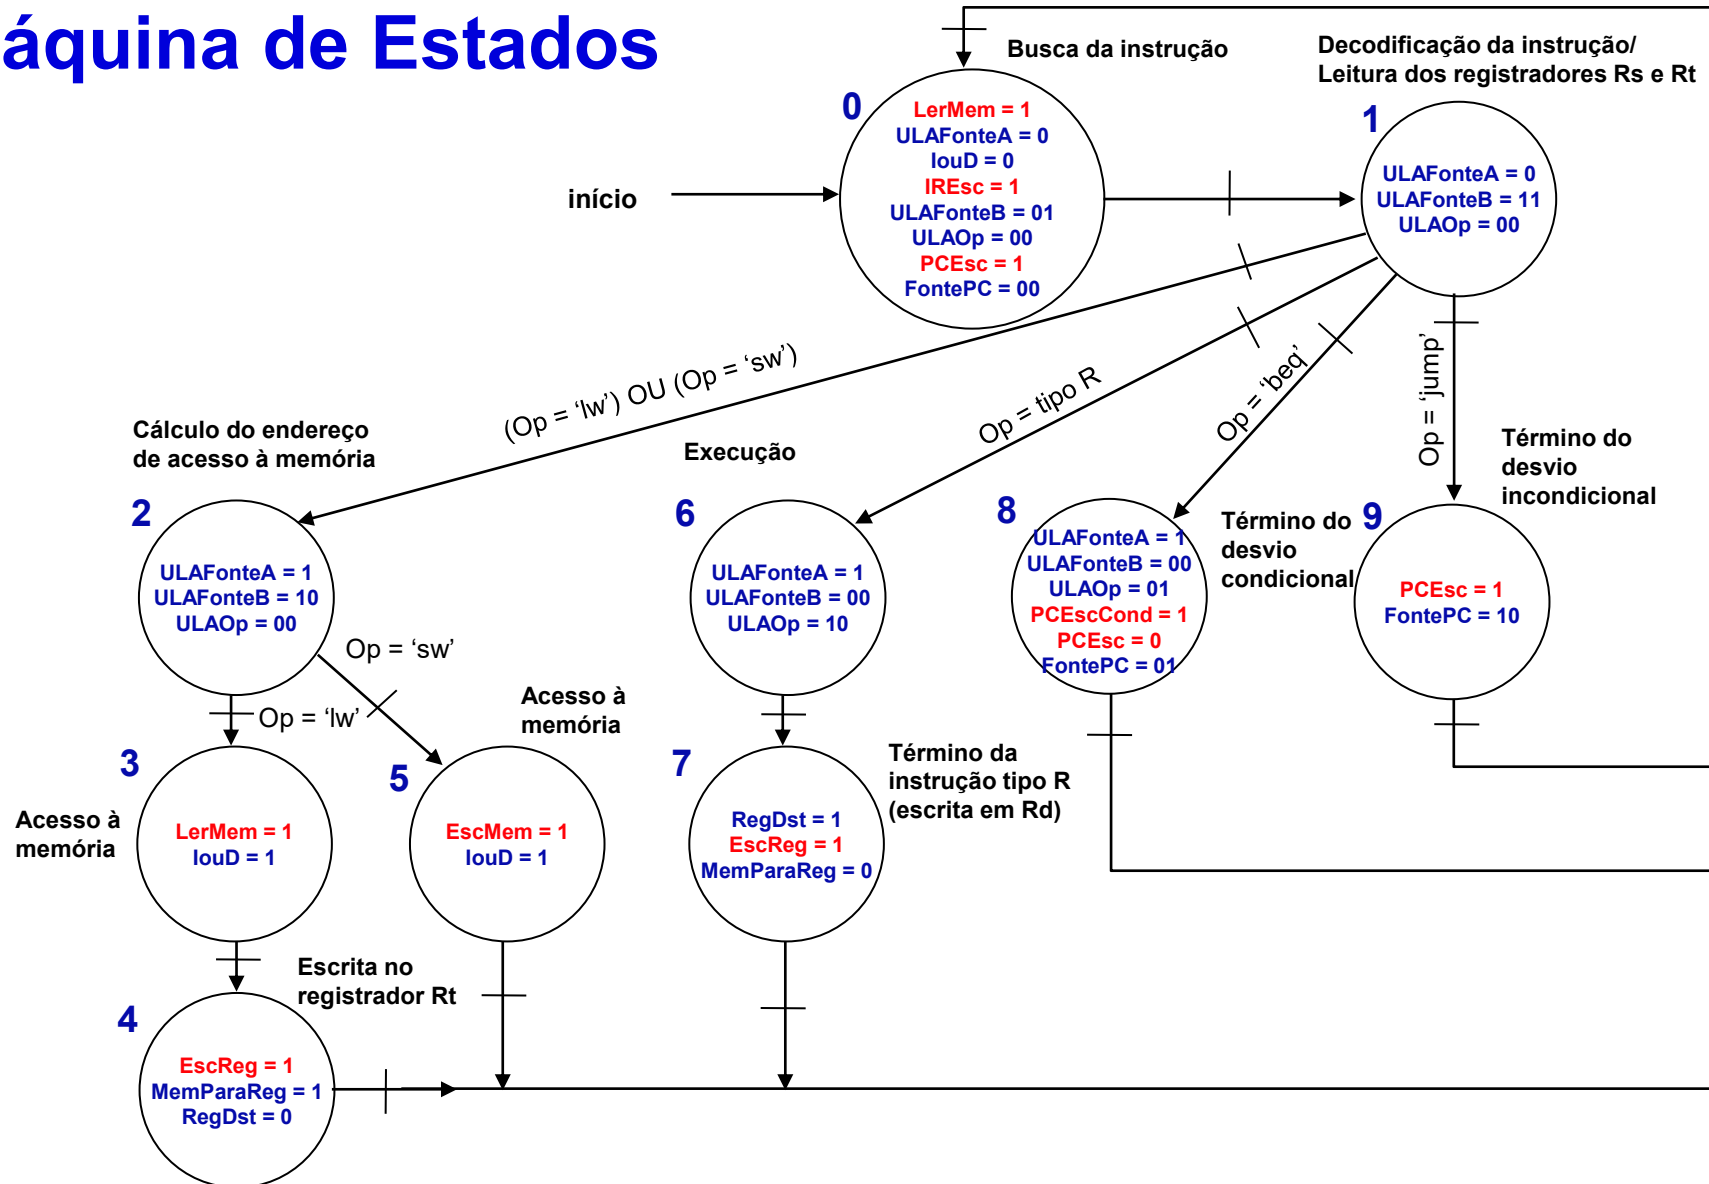 áquina de Estados
Busca da instrução
Decodificação da instrução/
Leitura dos registradores Rs e Rt
0
LerMem = 1
ULAFonteA = 0
IouD = 0
IREsc = 1
ULAFonteB = 01
ULAOp = 00
PCEsc = 1
FontePC = 00
1
ULAFonteA = 0
ULAFonteB = 11
ULAOp = 00
início
(Op = ‘lw’) OU (Op = ‘sw’)
Op = tipo R
Op = ‘beq’
Op = ‘jump’
Cálculo do endereço
de acesso à memória
2
ULAFonteA = 1
ULAFonteB = 10
ULAOp = 00
Execução
6
ULAFonteA = 1
ULAFonteB = 00
ULAOp = 10
8
ULAFonteA = 1
ULAFonteB = 00
ULAOp = 01
PCEscCond = 1
PCEsc = 0
FontePC = 01
Término do
desvio
condicional
9
PCEsc = 1
FontePC = 10
Término do
desvio
incondicional
Op = ‘sw’
Op = ‘lw’
Acesso à
memória
3
LerMem = 1
IouD = 1
Acesso à
memória
5
EscMem = 1
IouD = 1
7
RegDst = 1
EscReg = 1
MemParaReg = 0
Término da
instrução tipo R
(escrita em Rd)
Escrita no
registrador Rt
4
EscReg = 1
MemParaReg = 1
RegDst = 0